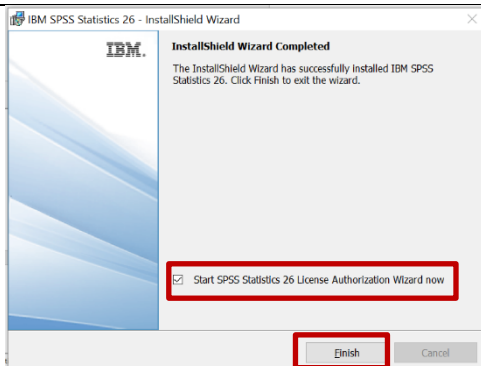 IBM SPSS Statistics 26 - InstallShield Wizard
IBM.
InstallShield Wizard Completed
The InstallShield Wizard has successfully installed IBM SPSS
Statistics 26. Click Finish to exit the wizard.
Start SPSS Statistics 26 License Authorization Wizard now
Finish
Cancel